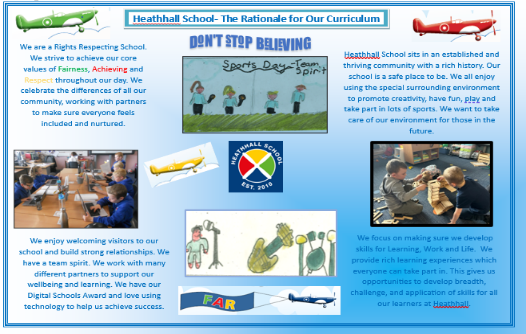 Heathhall School- The Rationale for Our Curriculum
We are a Rights Respecting School.
We strive to achieve our core
values of Fairness, Achieving and
Respect throughout our day. We
celebrate the differences of all our
community, working with partners
to make sure everyone feels
included and nurtured.
DON'T STOP BELIEVING
Sports Day-Team
Spirit
Heathhall School sits in an established and
thriving community with a rich history. Our
school is a safe place to be. We all enjoy
using the special surrounding environment
to promote creativity, have fun, play and
take part in lots of sports. We want to take
care of our environment for those in the
future.
HEATHHALL SCHOOL
EST. 2010
We enjoy welcoming visitors to our
school and build strong relationships. We
have a team spirit. We work with many
different partners to support our
wellbeing and learning. We have our
Digital Schools Award and love using
technology to help us achieve success.
FAR
We focus on making sure we develop
skills for Learning, Work and Life. We
provide rich learning experiences which
everyone can take part in. This gives us
opportunities to develop breadth,
challenge, and application of skills for all
our learners at Heathhall.